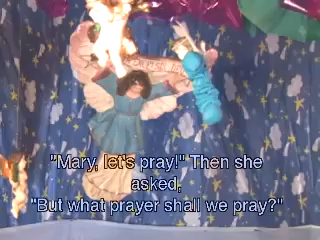 "Mary, let's pray!" Then she
asked,
"But what prayer shall we pray?"